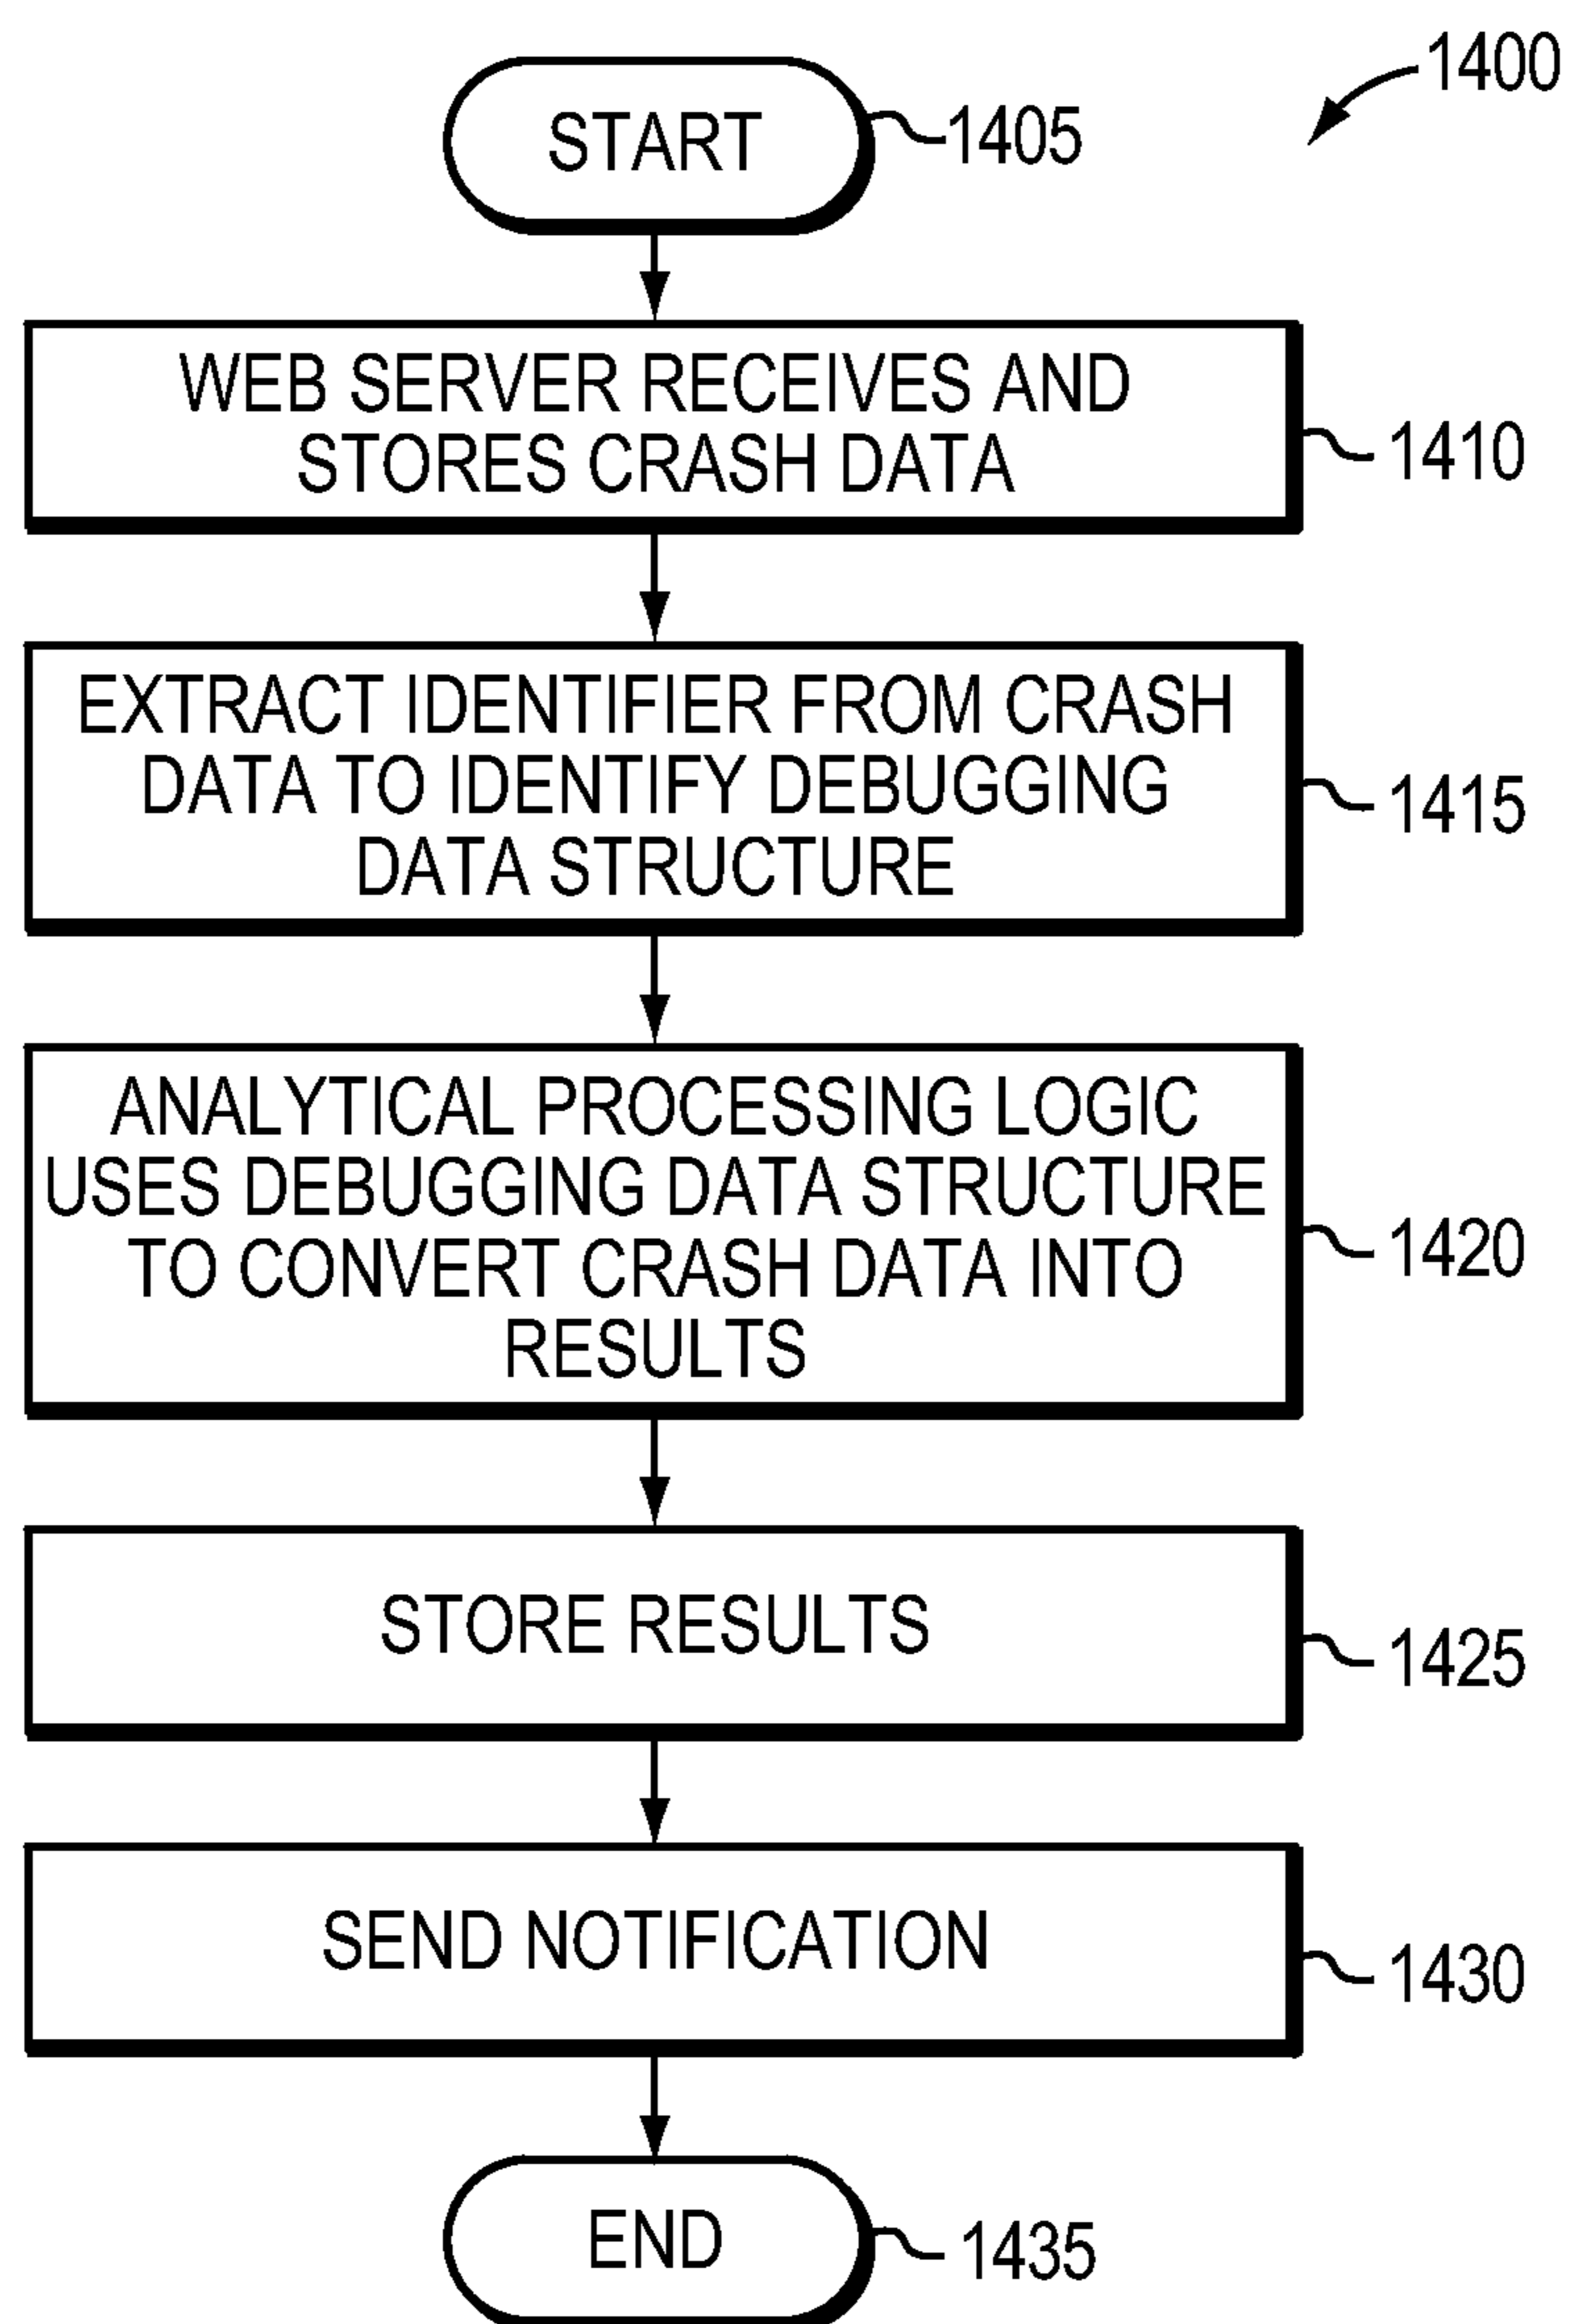 1400
START
1405
WEB SERVER RECEIVES AND
STORES CRASH DATA
1410
EXTRACT IDENTIFIER FROM CRASH
DATA TO IDENTIFY DEBUGGING
DATA STRUCTURE
1415
ANALYTICAL PROCESSING LOGIC
USES DEBUGGING DATA STRUCTURE
TO CONVERT CRASH DATA INTO
RESULTS
1420
STORE RESULTS
1425
SEND NOTIFICATION
1430
END
1435